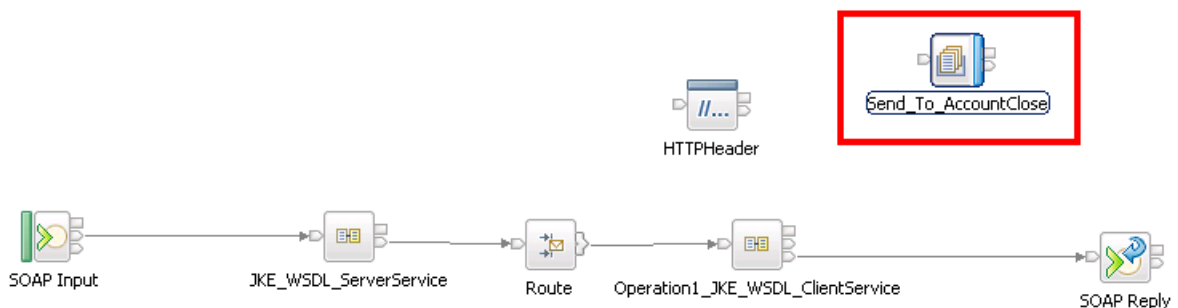 Send_To_AccountClose
//...
HTTPHeader
SOAP Input
JKE_WSDL_ServerService
Route
Operation1_JKE_WSDL_ClientService
SOAP Reply